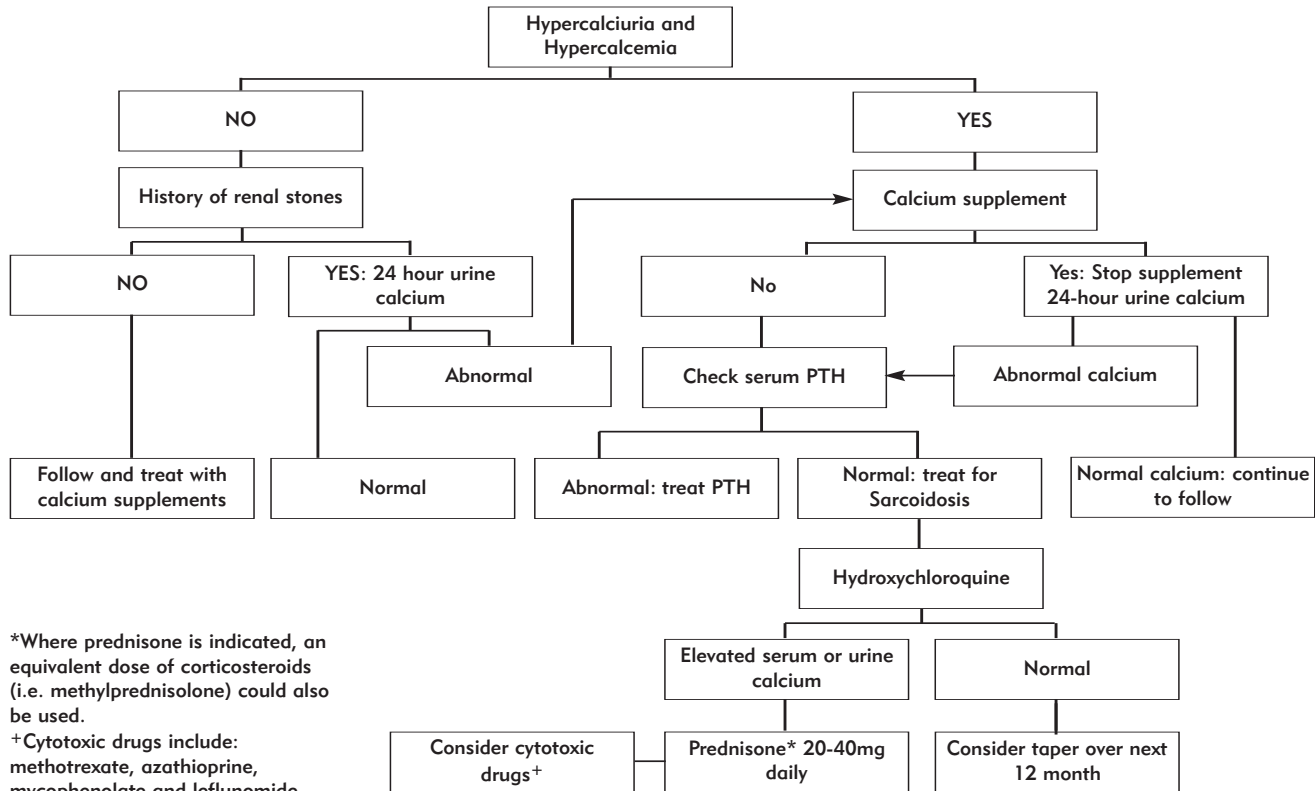 Hypercalciuria and
Hypercalcemia
NO
YES
History of renal stones
Calcium supplement
NO
YES: 24 hour urine
calcium
No
Yes: Stop supplement
24-hour urine calcium
Abnormal
Check serum PTH
Abnormal calcium
Follow and treat with
calcium supplements
Normal
Abnormal: treat PTH
Normal: treat for
Sarcoidosis
Normal calcium: continue
to follow
Hydroxychloroquine
Elevated serum or urine
calcium
Normal
Consider cytotoxic
drugs+
Prednisone* 20-40mg
daily
Consider taper over next
12 month
*Where prednisone is indicated, an
equivalent dose of corticosteroids
(i.e. methylprednisolone) could also
be used.
+Cytotoxic drugs include:
methotrexate, azathioprine,
mycophenolate and leflunomide